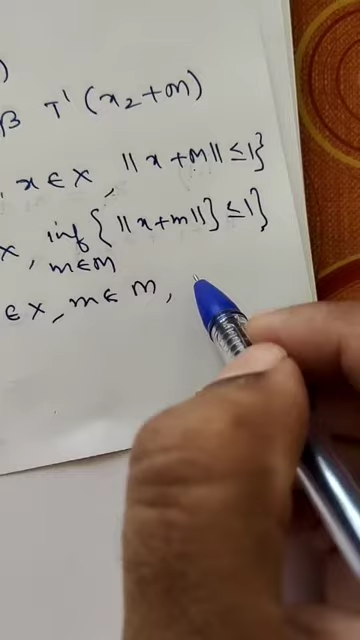 )
β T'(x₂+m)
x∈X, ||x+M|| ≤1}
x, inf{||x+m||} ≤1}
m∈M
∈X, m∈M,